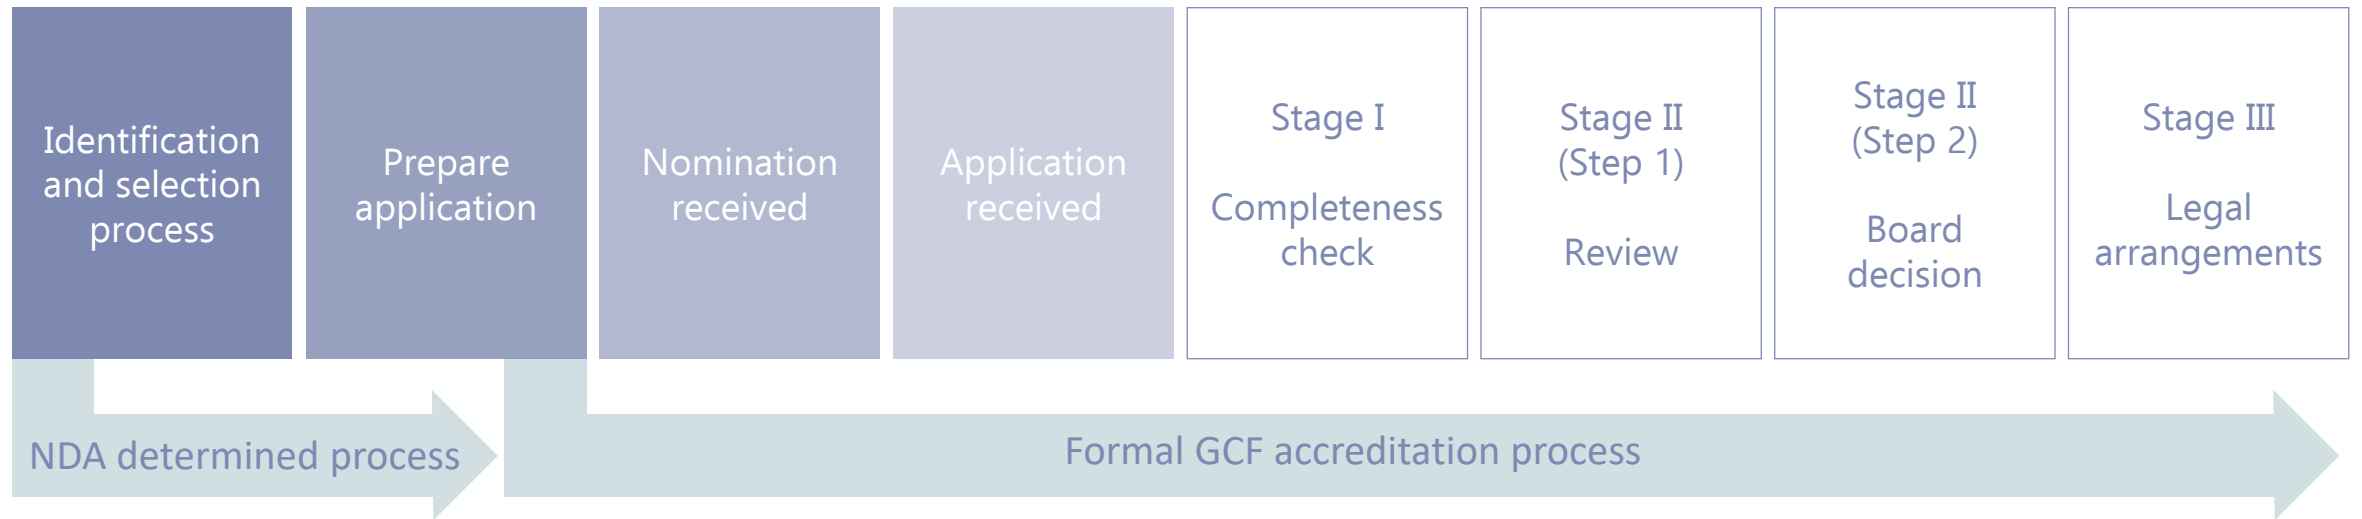 Identification
and selection
process
Prepare
application
Nomination
received
Application
received
Stage I
Completeness
check
Stage II
(Step 1)
Review
Stage II
(Step 2)
Board
decision
Stage III
Legal
arrangements
NDA determined process
Formal GCF accreditation process